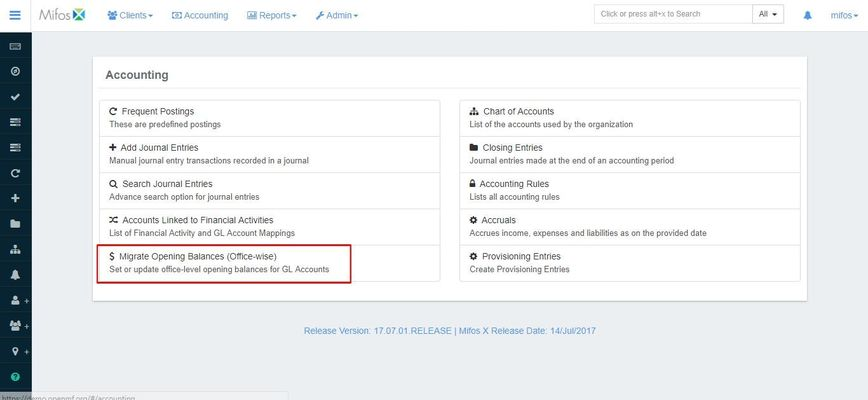 Mifos X
Clients Accounting Reports Admin
Click or press alt+x to Search
All
mifos
Accounting
Frequent Postings
These are predefined postings
Add Journal Entries
Manual journal entry transactions recorded in a journal
Search Journal Entries
Advance search option for journal entries
Accounts Linked to Financial Activities
List of Financial Activity and GL Account Mappings
$ Migrate Opening Balances (Office-wise)
Set or update office-level opening balances for GL Accounts
Chart of Accounts
List of the accounts used by the organization
Closing Entries
Journal entries made at the end of an accounting period
Accounting Rules
Lists all accounting rules
Accruals
Accrues income, expenses and liabilities as on the provided date
Provisioning Entries
Create Provisioning Entries
Release Version: 17.07.01.RELEASE | Mifos X Release Date: 14/Jul/2017
https://demo.openmf.org/#/accounting